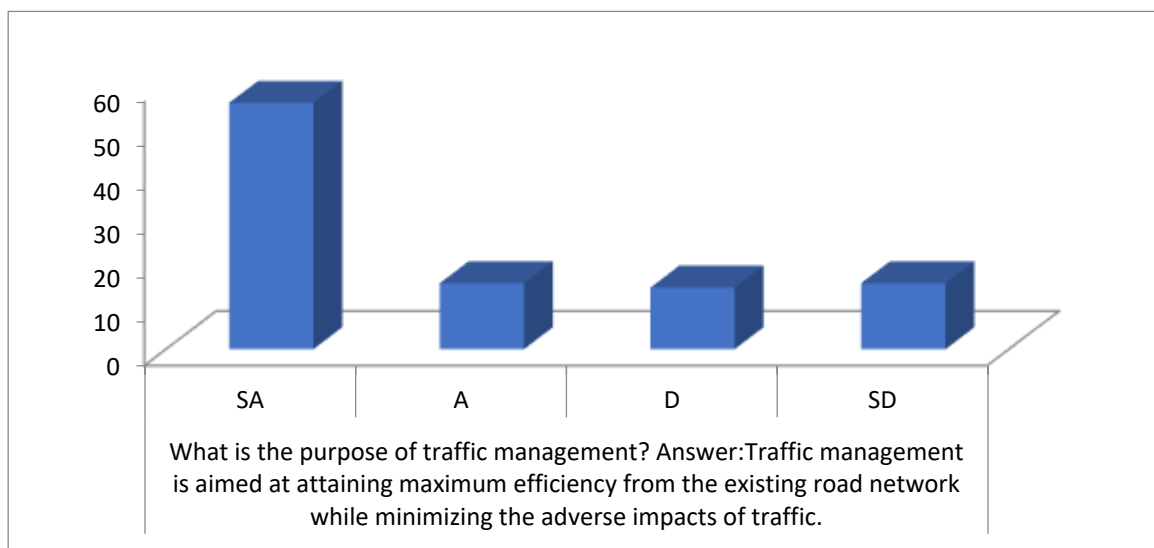 60
50
40
30
20
10
0
SA A D SD
What is the purpose of traffic management? Answer:Traffic management
is aimed at attaining maximum efficiency from the existing road network
while minimizing the adverse impacts of traffic.